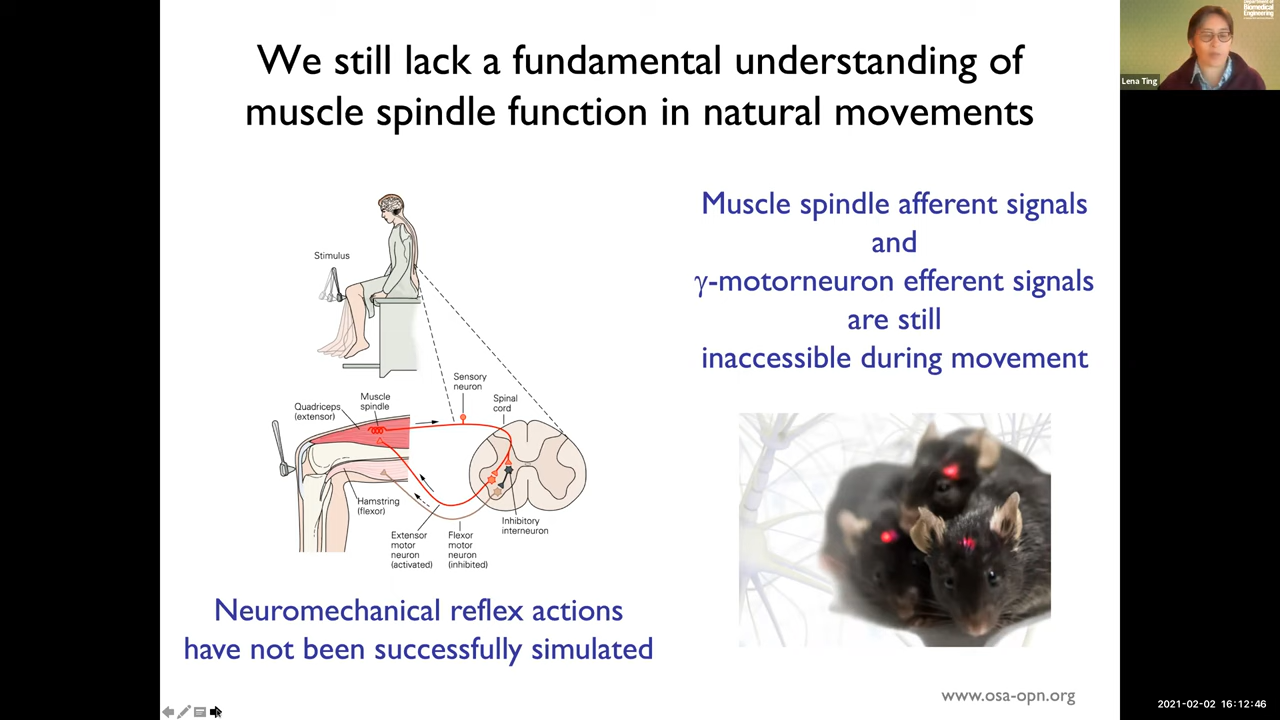 We still lack a fundamental understanding of
muscle spindle function in natural movements
Stimulus
Quadriceps
(extensor)
Muscle
spindle
Sensory
neuron
Spinal
cord
Hamstring
(flexor)
Extensor
motor
neuron
(activated)
Flexor
motor
neuron
(inhibited)
Inhibitory
interneuron
Neuromechanical reflex actions
have not been successfully simulated
Muscle spindle afferent signals
and
γ-motorneuron efferent signals
are still
inaccessible during movement
www.osa-opn.org
Biomedical
Engineering
Lena Ting
2021-02-02 16:12:46